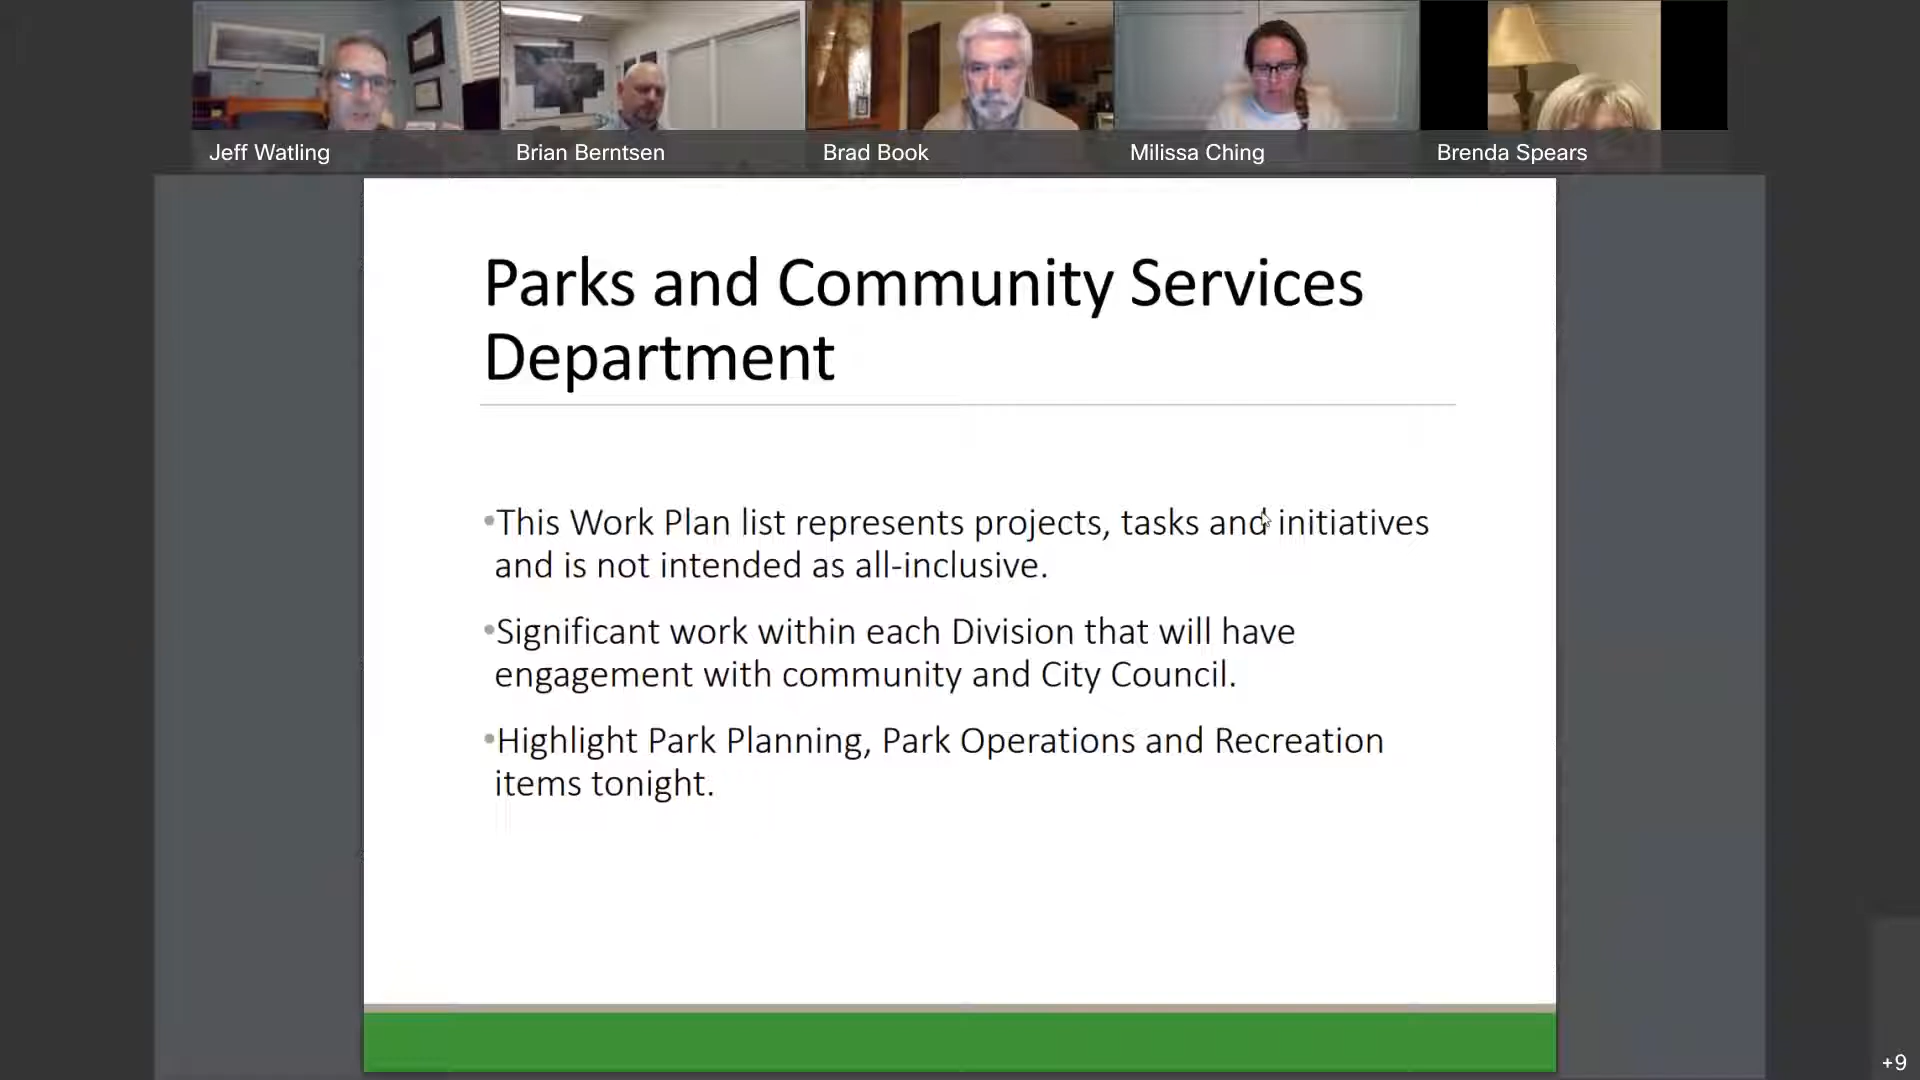 Jeff Watling
Brian Berntsen
Brad Book
Milissa Ching
Brenda Spears
Parks and Community Services
Department
•This Work Plan list represents projects, tasks and initiatives
and is not intended as all-inclusive.
•Significant work within each Division that will have
engagement with community and City Council.
•Highlight Park Planning, Park Operations and Recreation
items tonight.
+9